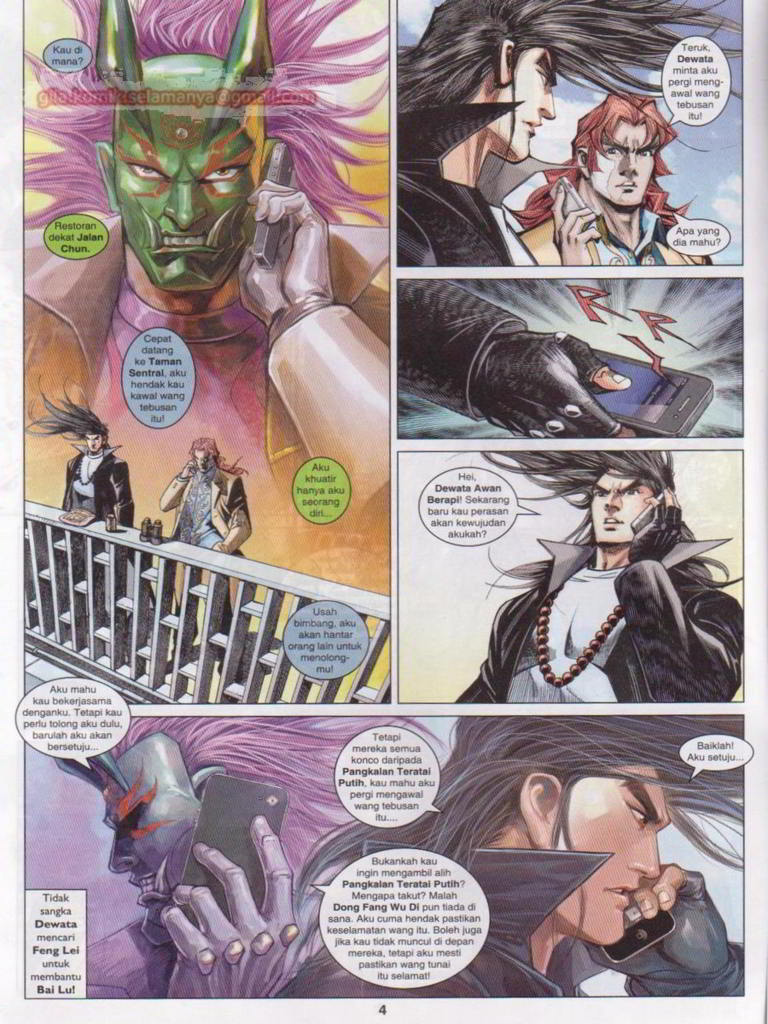 Kau di
mana?
gila.komik.selamanya@gmail.com
Restoran
dekat Jalan
Chun.
Cepat
datang
ke Taman
Sentral, aku
hendak kau
kawal wang
tebusan
itu!
Aku
khuatir
hanya aku
seorang
diri...
Usah
bimbang, aku
akan hantar
orang lain untuk
menolong-
mu!
Teruk,
Dewata
minta aku
pergi meng-
awal wang
tebusan
itu!
Apa yang
dia mahu?
R
R
r
Hei,
Dewata Awan
Berapi! Sekarang
baru kau perasan
akan kewujudan
akukah?
Aku mahu
kau bekerjasama
denganku. Tetapi kau
perlu tolong aku dulu,
barulah aku akan
bersetuju...
Tetapi
mereka semua
konco daripada
Pangkalan Teratai
Putih, kau mahu aku
pergi mengawal
wang tebusan
itu....
Baiklah!
Aku setuju...
Bukankah kau
ingin mengambil alih
Pangkalan Teratai Putih?
Mengapa takut? Malah
Dong Fang Wu Di pun tiada di
sana. Aku cuma hendak pastikan
keselamatan wang itu. Boleh juga
jika kau tidak muncul di depan
mereka, tetapi aku mesti
pastikan wang tunai
itu selamat!
Tidak
sangka
Dewata
mencari
Feng Lei
untuk
membantu
Bai Lu!
4